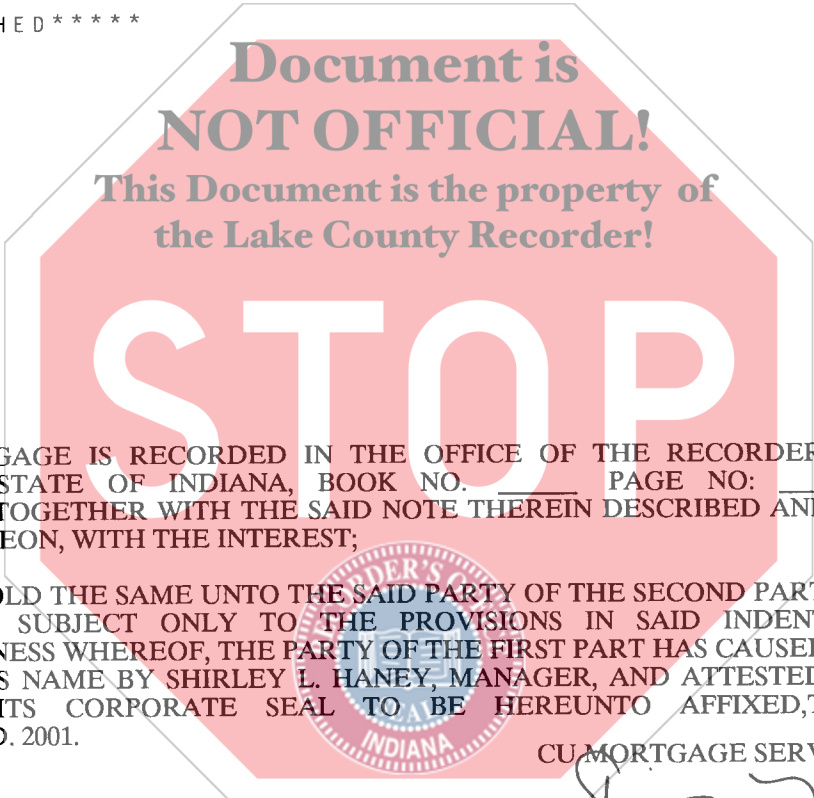 HED*****
Document is
NOT OFFICIAL!
This Document is the property of
the Lake County Recorder!
STOP
GAGE IS RECORDED IN THE OFFICE OF THE RECORDER
STATE OF INDIANA, BOOK NO. ______ PAGE NO: ___
TOGETHER WITH THE SAID NOTE THEREIN DESCRIBED AN
EON, WITH THE INTEREST;
OLD THE SAME UNTO THE SAID PARTY OF THE SECOND PART
SUBJECT ONLY TO THE PROVISIONS IN SAID INDENT
NESS WHEREOF, THE PARTY OF THE FIRST PART HAS CAUSE
S NAME BY SHIRLEY L. HANEY, MANAGER, AND ATTESTED
ITS CORPORATE SEAL TO BE HEREUNTO AFFIXED,T
D. 2001.
CU MORTGAGE SERV
INDIANA